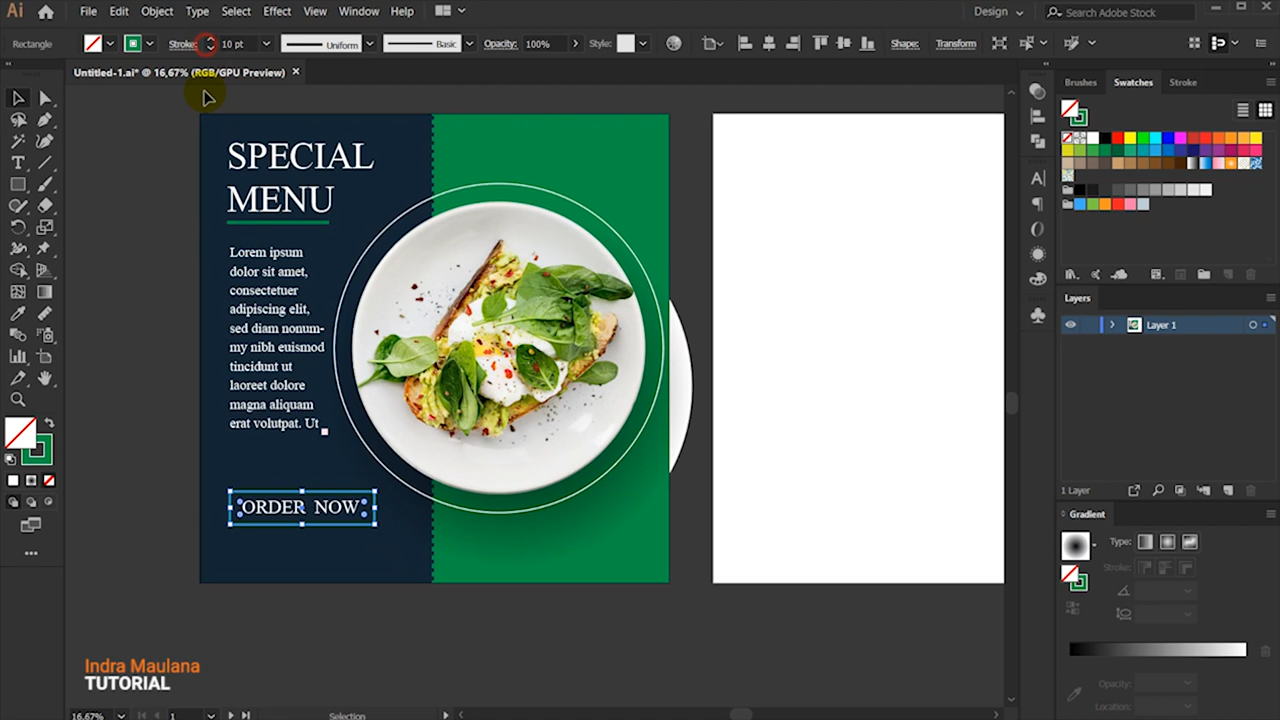 Ai File Edit Object Type Select Effect View Window Help Design Search Adobe Stock
Rectangle Stroke: 10 pt Uniform Basic Opacity: 100% Style: Shape: Transform
Untitled-1.ai* @ 16,67% (RGB/GPU Preview) ×
Brushes Swatches Stroke
SPECIAL
MENU
Lorem ipsum
dolor sit amet,
consectetuer
adipiscing elit,
sed diam nonum-
my nibh euismod
tincidunt ut
laoreet dolore
magna aliquam
erat volutpat. Ut
ORDER NOW
Layers
Layer 1
1 Layer
Gradient
Type:
Stroke:
Opacity:
Location:
Indra Maulana
TUTORIAL
16,67% 1 Selection